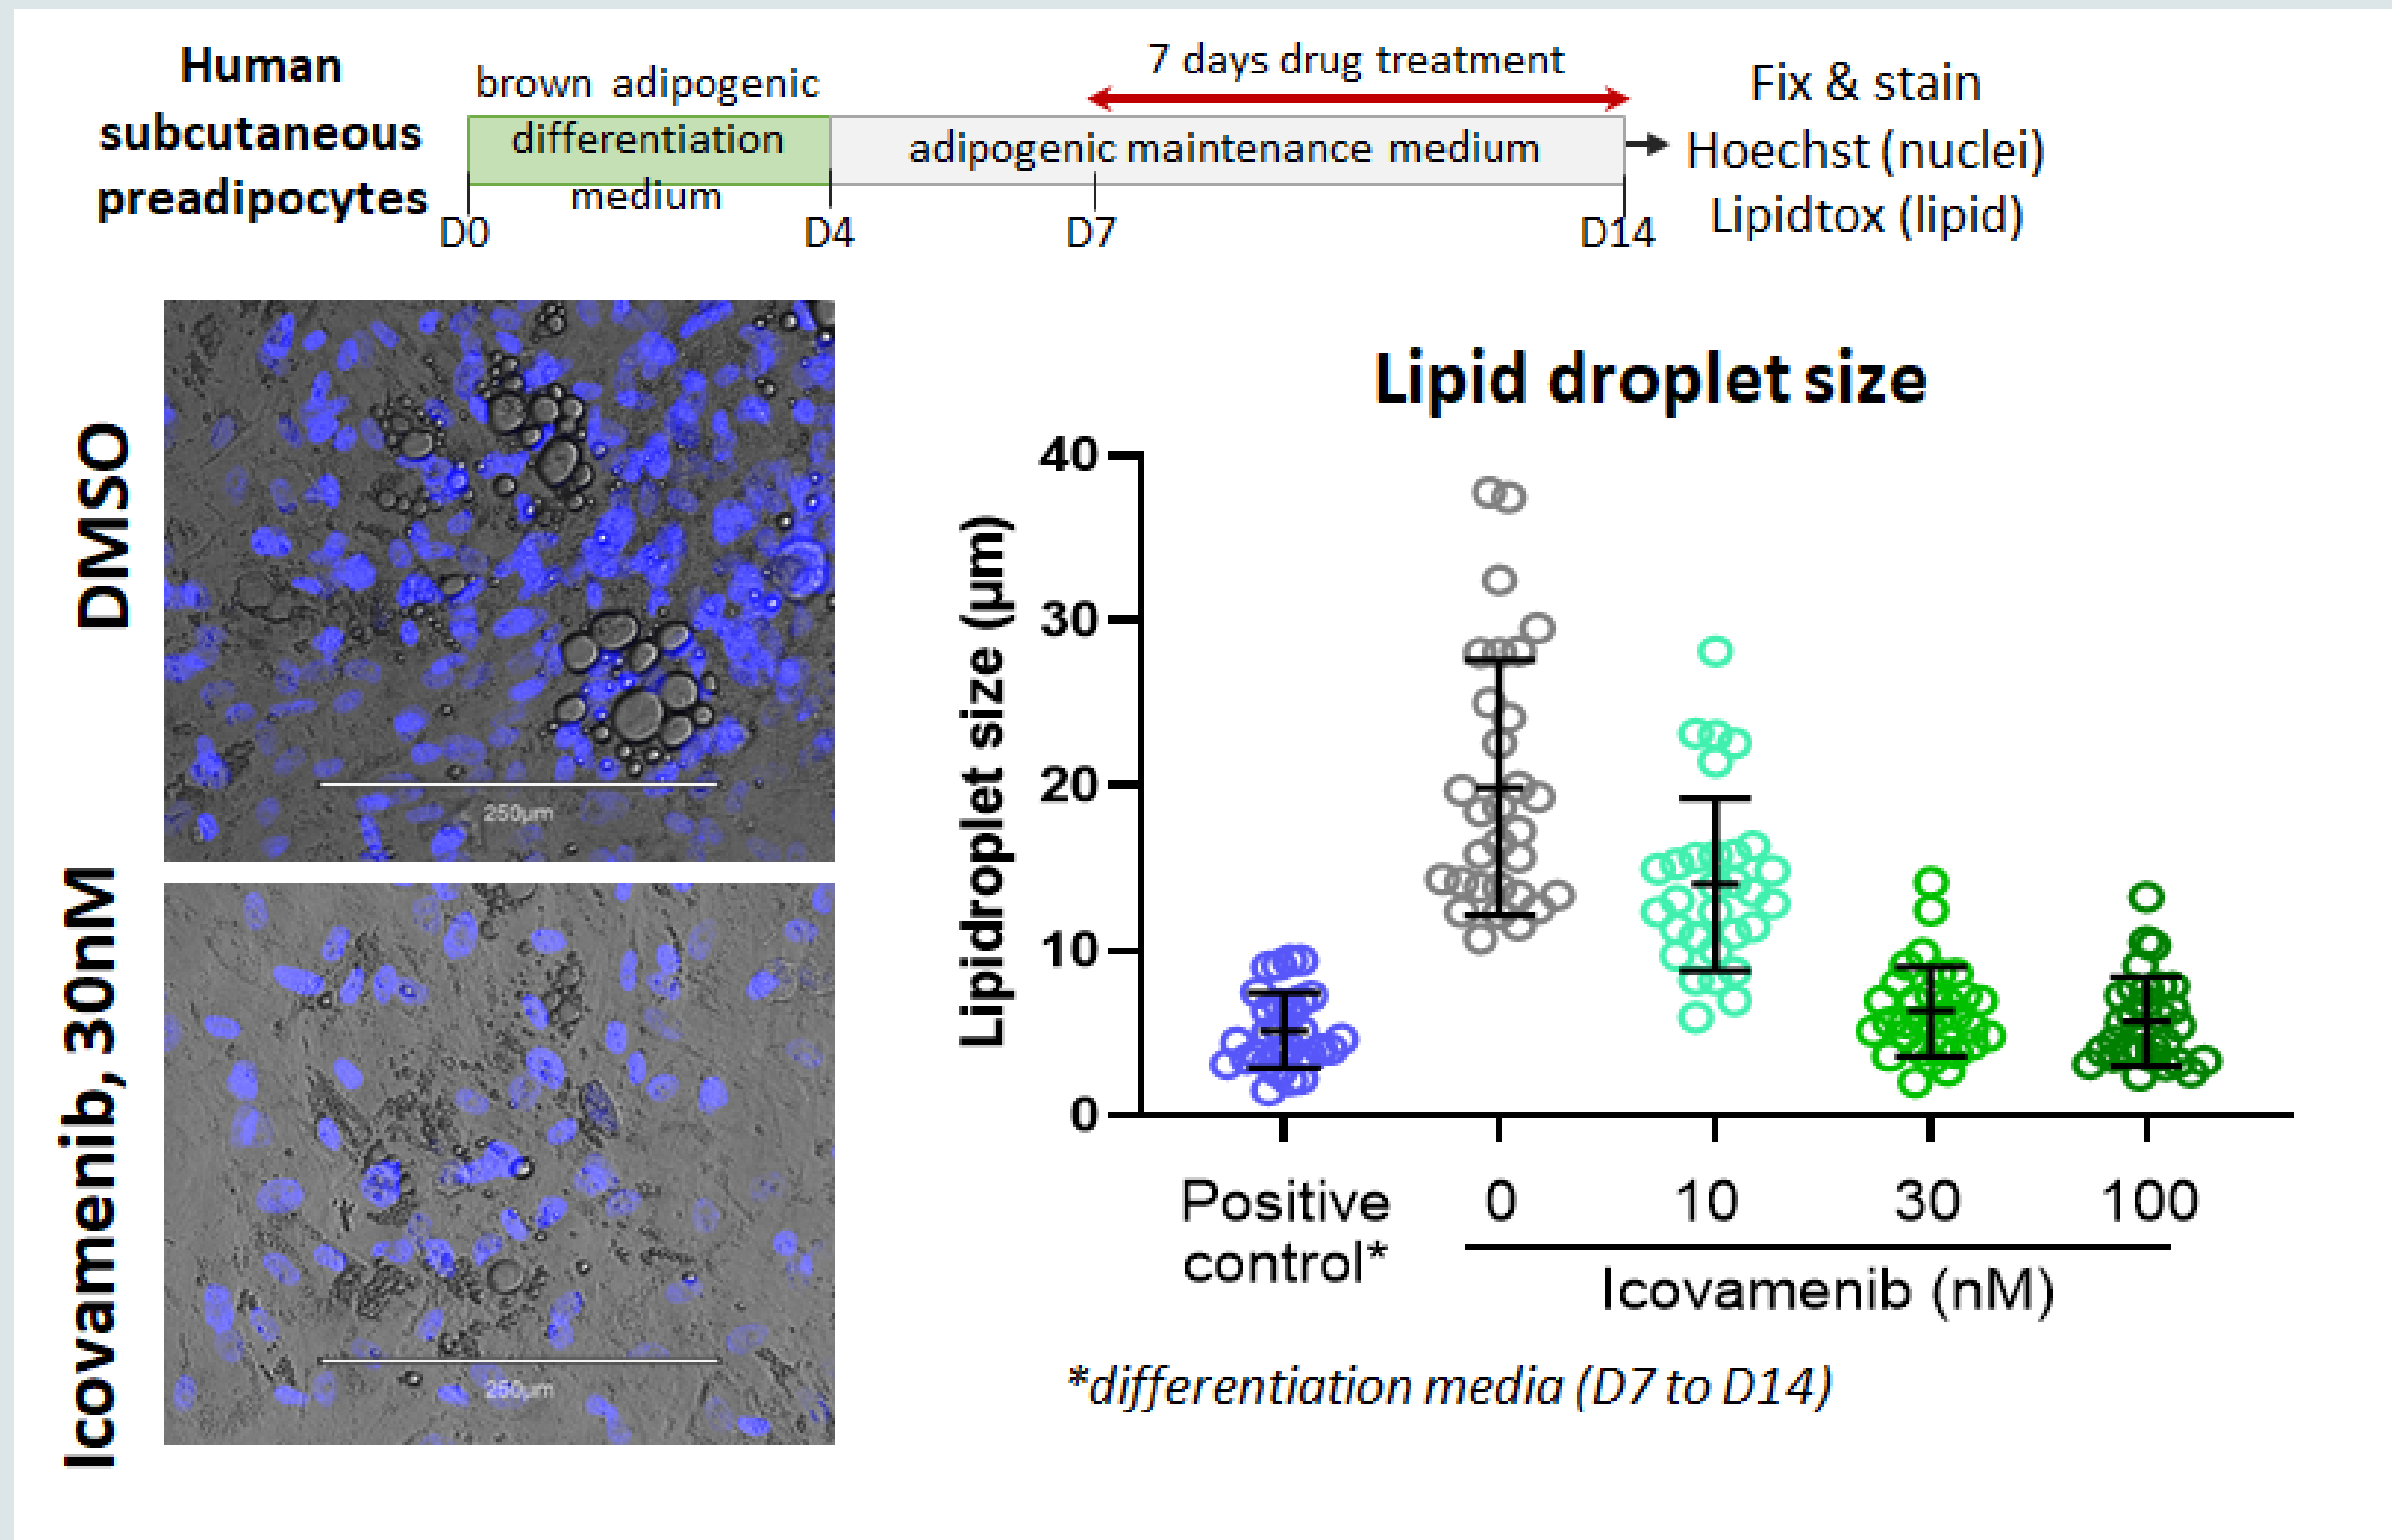 Human
subcutaneous
preadipocytes
brown adipogenic
differentiation
medium
7 days drug treatment
adipogenic maintenance medium
D0
D4
D7
D14
Fix & stain
Hoechst (nuclei)
Lipidtox (lipid)
DMSO
250μm
Icovamenib, 30nM
250μm
Lipid droplet size
Lipidroplet size (μm)
40
30
20
10
0
Positive
control*
0
10
30
100
Icovamenib (nM)
*differentiation media (D7 to D14)